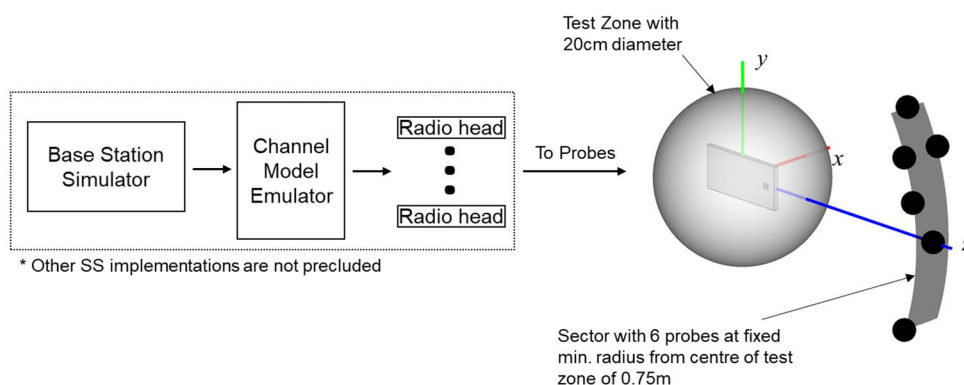 Test Zone with
20cm diameter
y
Base Station
Simulator
Channel
Model
Emulator
Radio head
Radio head
To Probes
x
* Other SS implementations are not precluded
Sector with 6 probes at fixed
min. radius from centre of test
zone of 0.75m